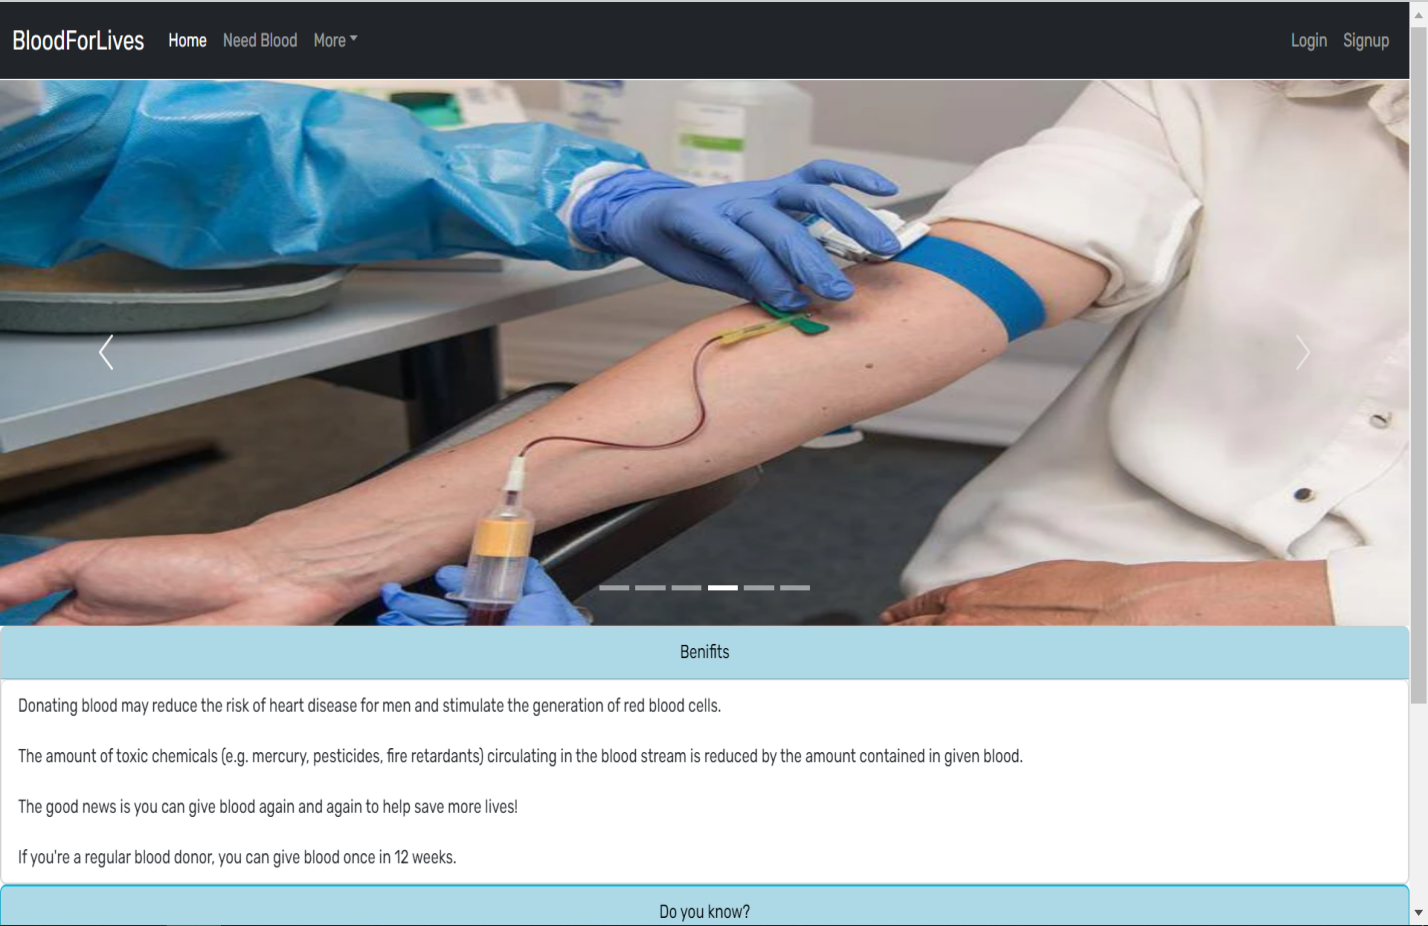 BloodForLives Home Need Blood More Login Signup
Benifits
Donating blood may reduce the risk of heart disease for men and stimulate the generation of red blood cells.
The amount of toxic chemicals (e.g. mercury, pesticides, fire retardants) circulating in the blood stream is reduced by the amount contained in given blood.
The good news is you can give blood again and again to help save more lives!
If you're a regular blood donor, you can give blood once in 12 weeks.
Do you know?